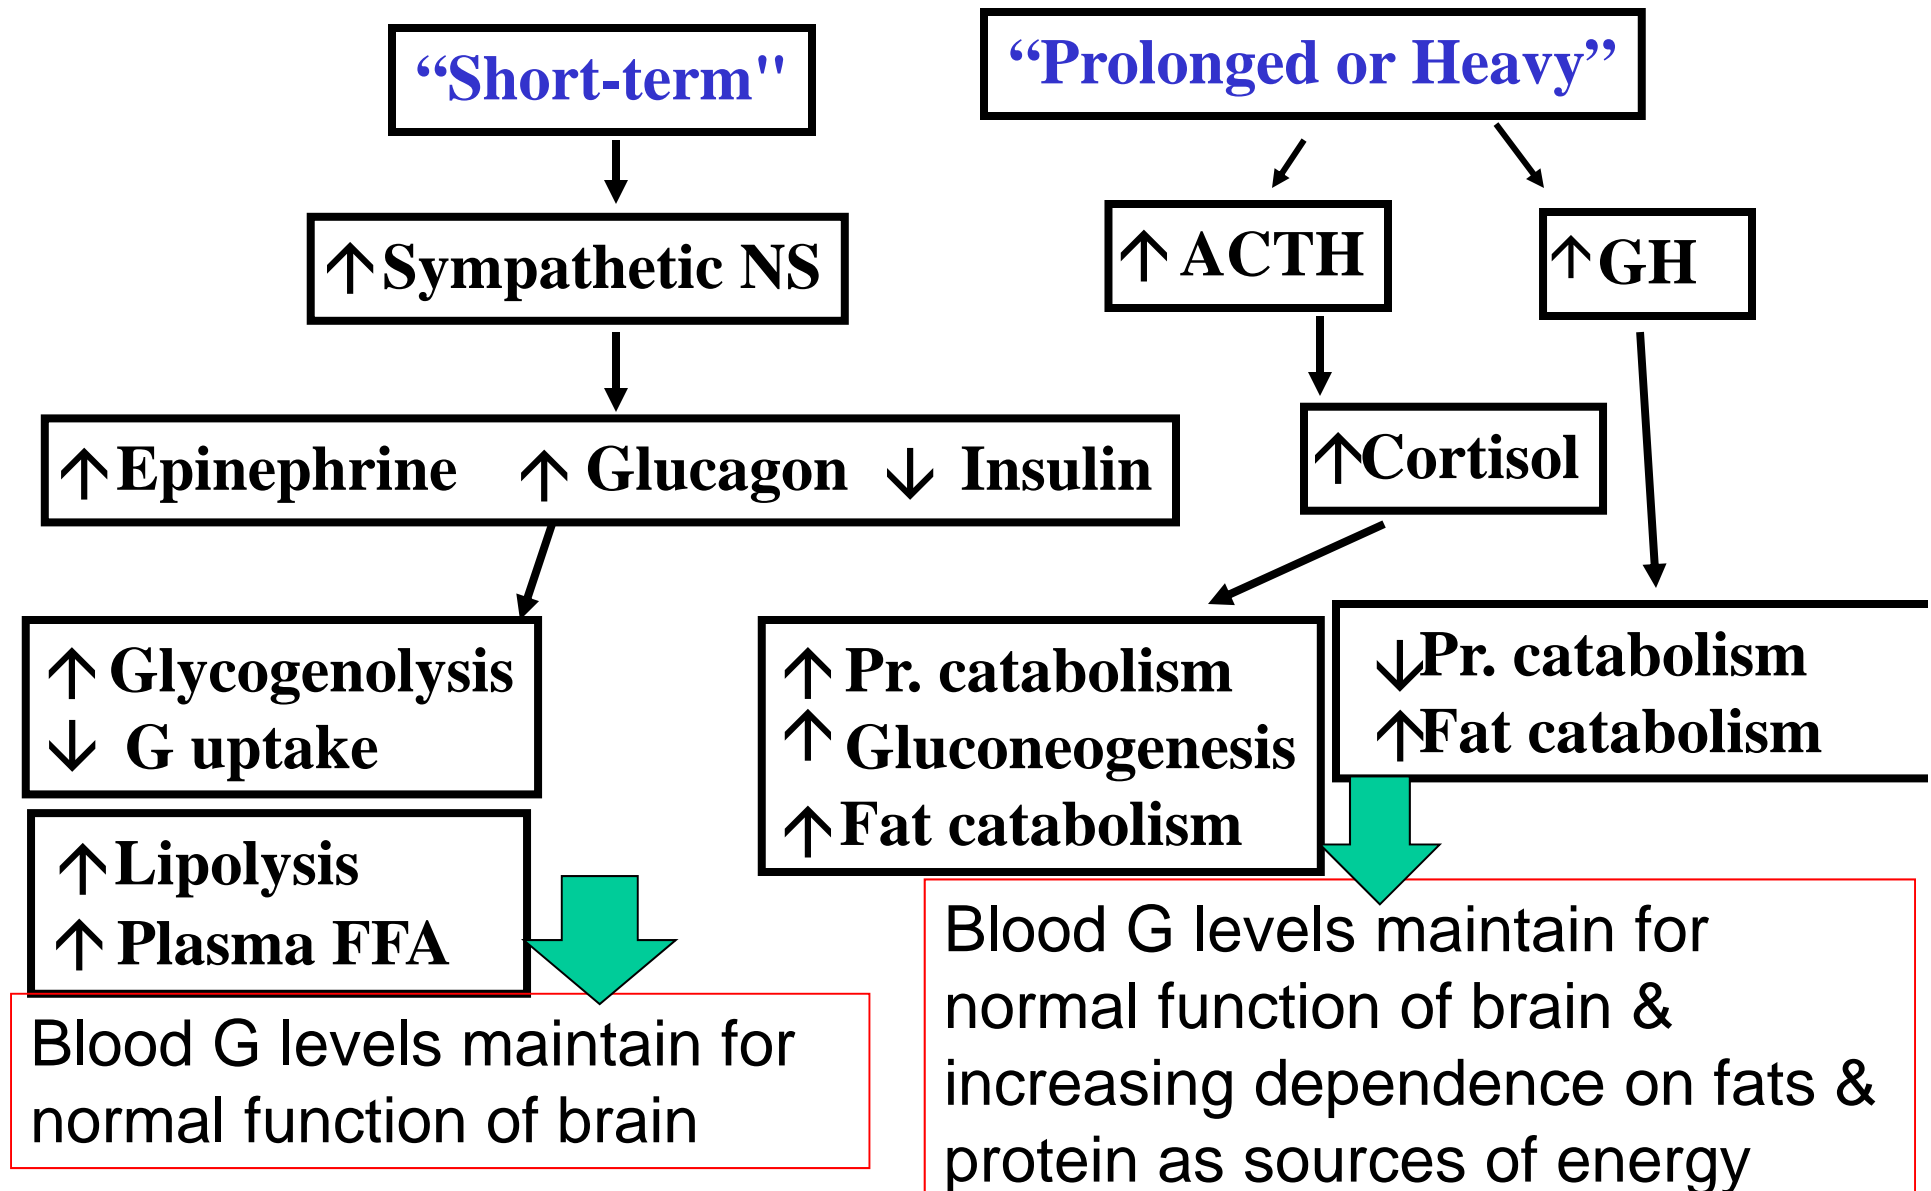 “Short-term"
“Prolonged or Heavy”
↑ Sympathetic NS
↑ ACTH
↑ GH
↑ Epinephrine ↑ Glucagon ↓ Insulin
↑ Cortisol
↑ Glycogenolysis
↓ G uptake
↑ Lipolysis
↑ Plasma FFA
↑ Pr. catabolism
↑ Gluconeogenesis
↑ Fat catabolism
↓ Pr. catabolism
↑ Fat catabolism
Blood G levels maintain for
normal function of brain
Blood G levels maintain for
normal function of brain &
increasing dependence on fats &
protein as sources of energy